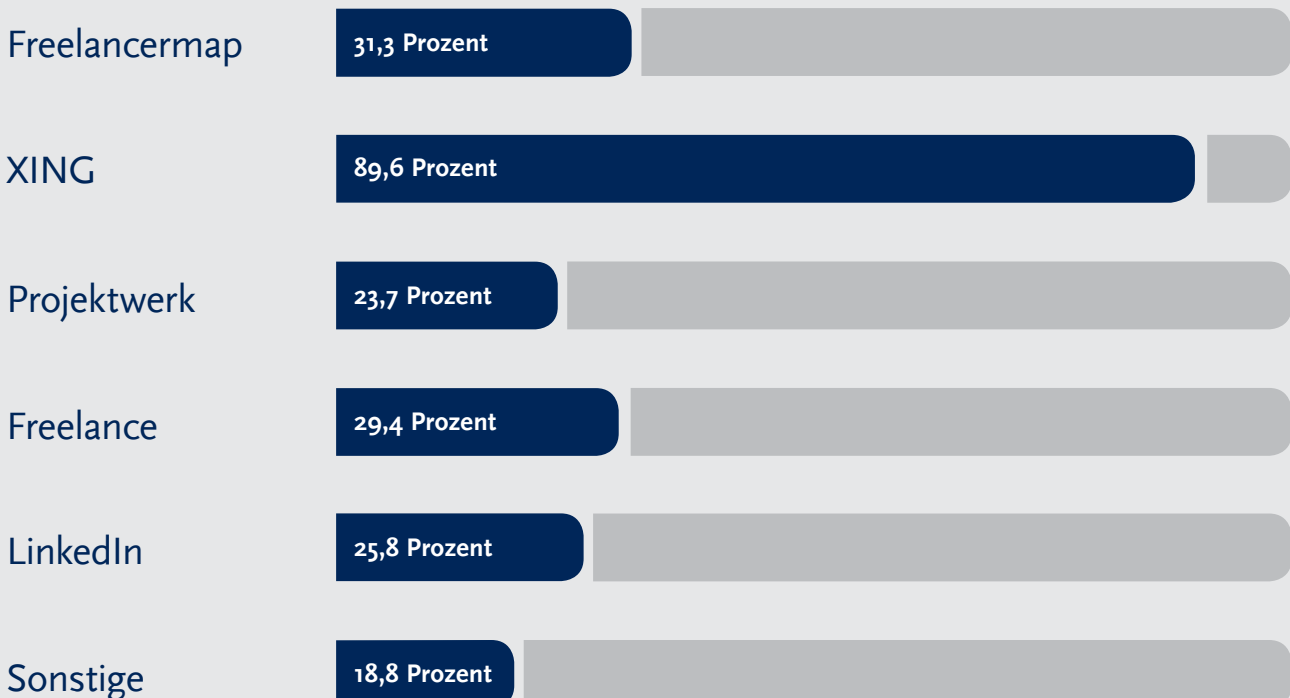 Freelancermap 31,3 Prozent
XING 89,6 Prozent
Projektwerk 23,7 Prozent
Freelance 29,4 Prozent
LinkedIn 25,8 Prozent
Sonstige 18,8 Prozent